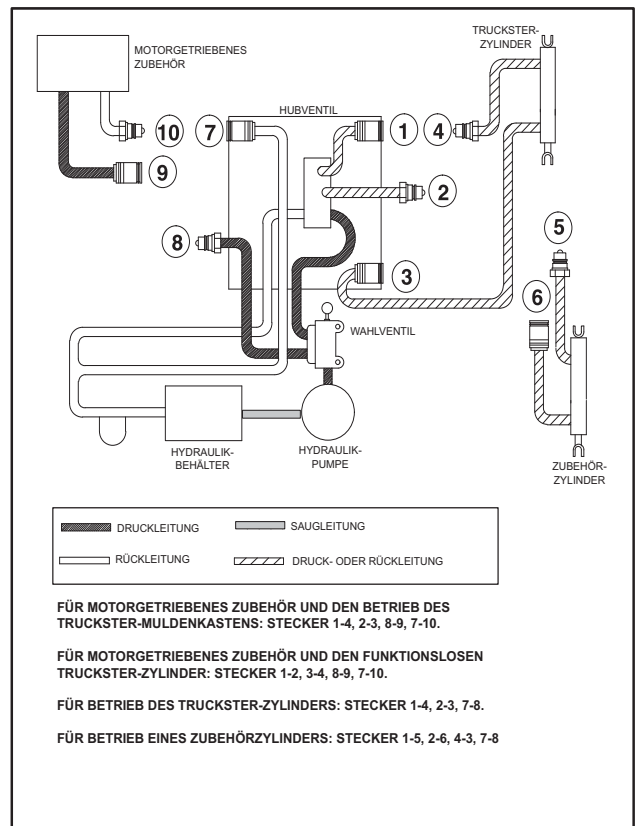 MOTORGETRIEBENES
ZUBEHÖR
TRUCKSTER-
ZYLINDER
HUBVENTIL
10
7
1
4
9
2
8
3
5
6
WAHLVENTIL
HYDRAULIK-
BEHÄLTER
HYDRAULIK-
PUMPE
ZUBEHÖR-
ZYLINDER
DRUCKLEITUNG
SAUGLEITUNG
RÜCKLEITUNG
DRUCK- ODER RÜCKLEITUNG
FÜR MOTORGETRIEBENES ZUBEHÖR UND DEN BETRIEB DES
TRUCKSTER-MULDENKASTENS: STECKER 1-4, 2-3, 8-9, 7-10.
FÜR MOTORGETRIEBENES ZUBEHÖR UND DEN FUNKTIONSLOSEN
TRUCKSTER-ZYLINDER: STECKER 1-2, 3-4, 8-9, 7-10.
FÜR BETRIEB DES TRUCKSTER-ZYLINDERS: STECKER 1-4, 2-3, 7-8.
FÜR BETRIEB EINES ZUBEHÖRZYLINDERS: STECKER 1-5, 2-6, 4-3, 7-8